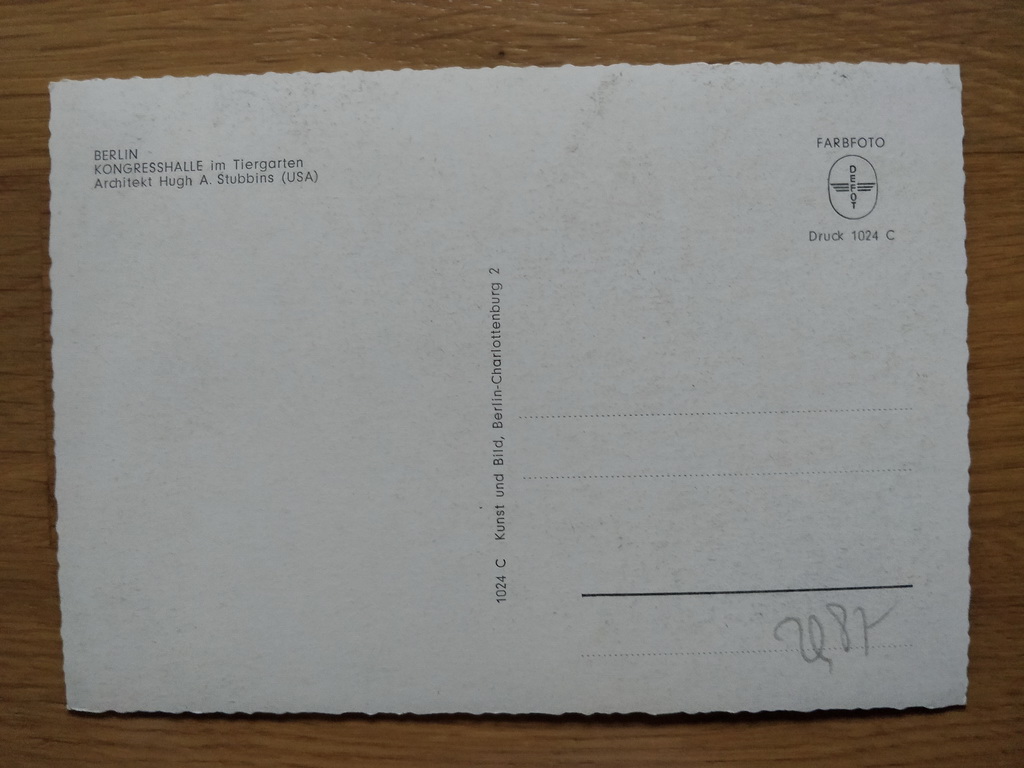 BERLIN
KONGRESSHALLE im Tiergarten
Architekt Hugh A. Stubbins (USA)
FARBFOTO
DEFOT
Druck 1024 C
1024 C Kunst und Bild, Berlin-Charlottenburg 2